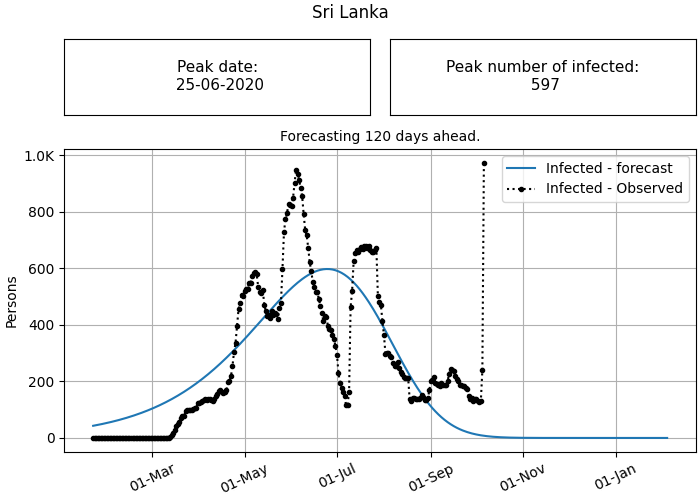 Sri Lanka
Peak date:
25-06-2020
Peak number of infected:
597
Forecasting 120 days ahead.
Infected - forecast
Infected - Observed
Persons
1.0K
800
600
400
200
0
01-Mar
01-May
01-Jul
01-Sep
01-Nov
01-Jan